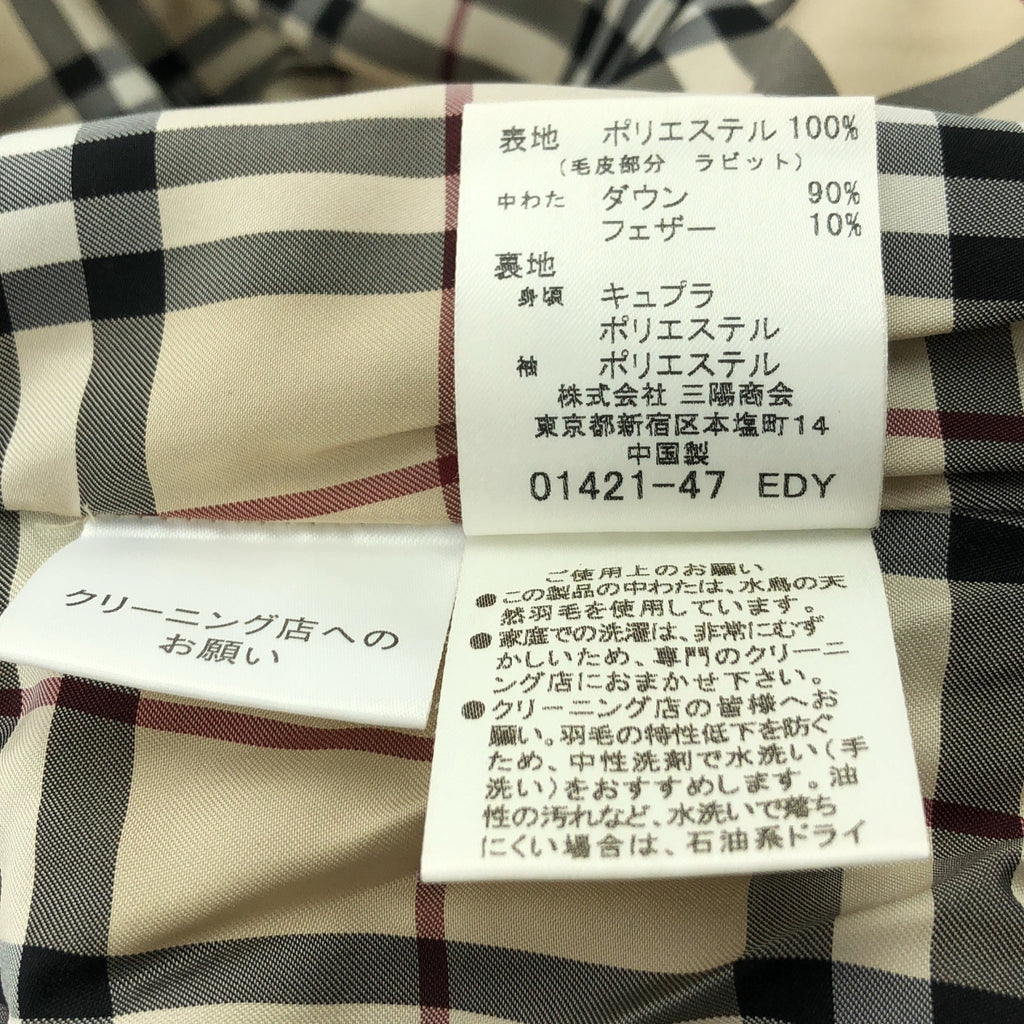 表地 ポリエステル 100%
(毛皮部分 ラビット)
中わた ダウン 90%
フェザー 10%
裏地
身頃 キュプラ
ポリエステル
袖 ポリエステル
株式会社 三陽商会
東京都新宿区本塩町14
中国製
01421-47 EDY
クリーニング店への
お願い
ご使用上のお願い
●この製品の中わたは、水鳥の天
然羽毛を使用しています。
●家庭での洗濯は、非常にむず
かしいため、専門のクリーニ
ング店におまかせ下さい。
●クリーニング店の皆様へお
願い。羽毛の特性低下を防ぐ
ため、中性洗剤で水洗い(手
洗い)をおすすめします。油
性の汚れなど、水洗いで落ち
にくい場合は、石油系ドライ